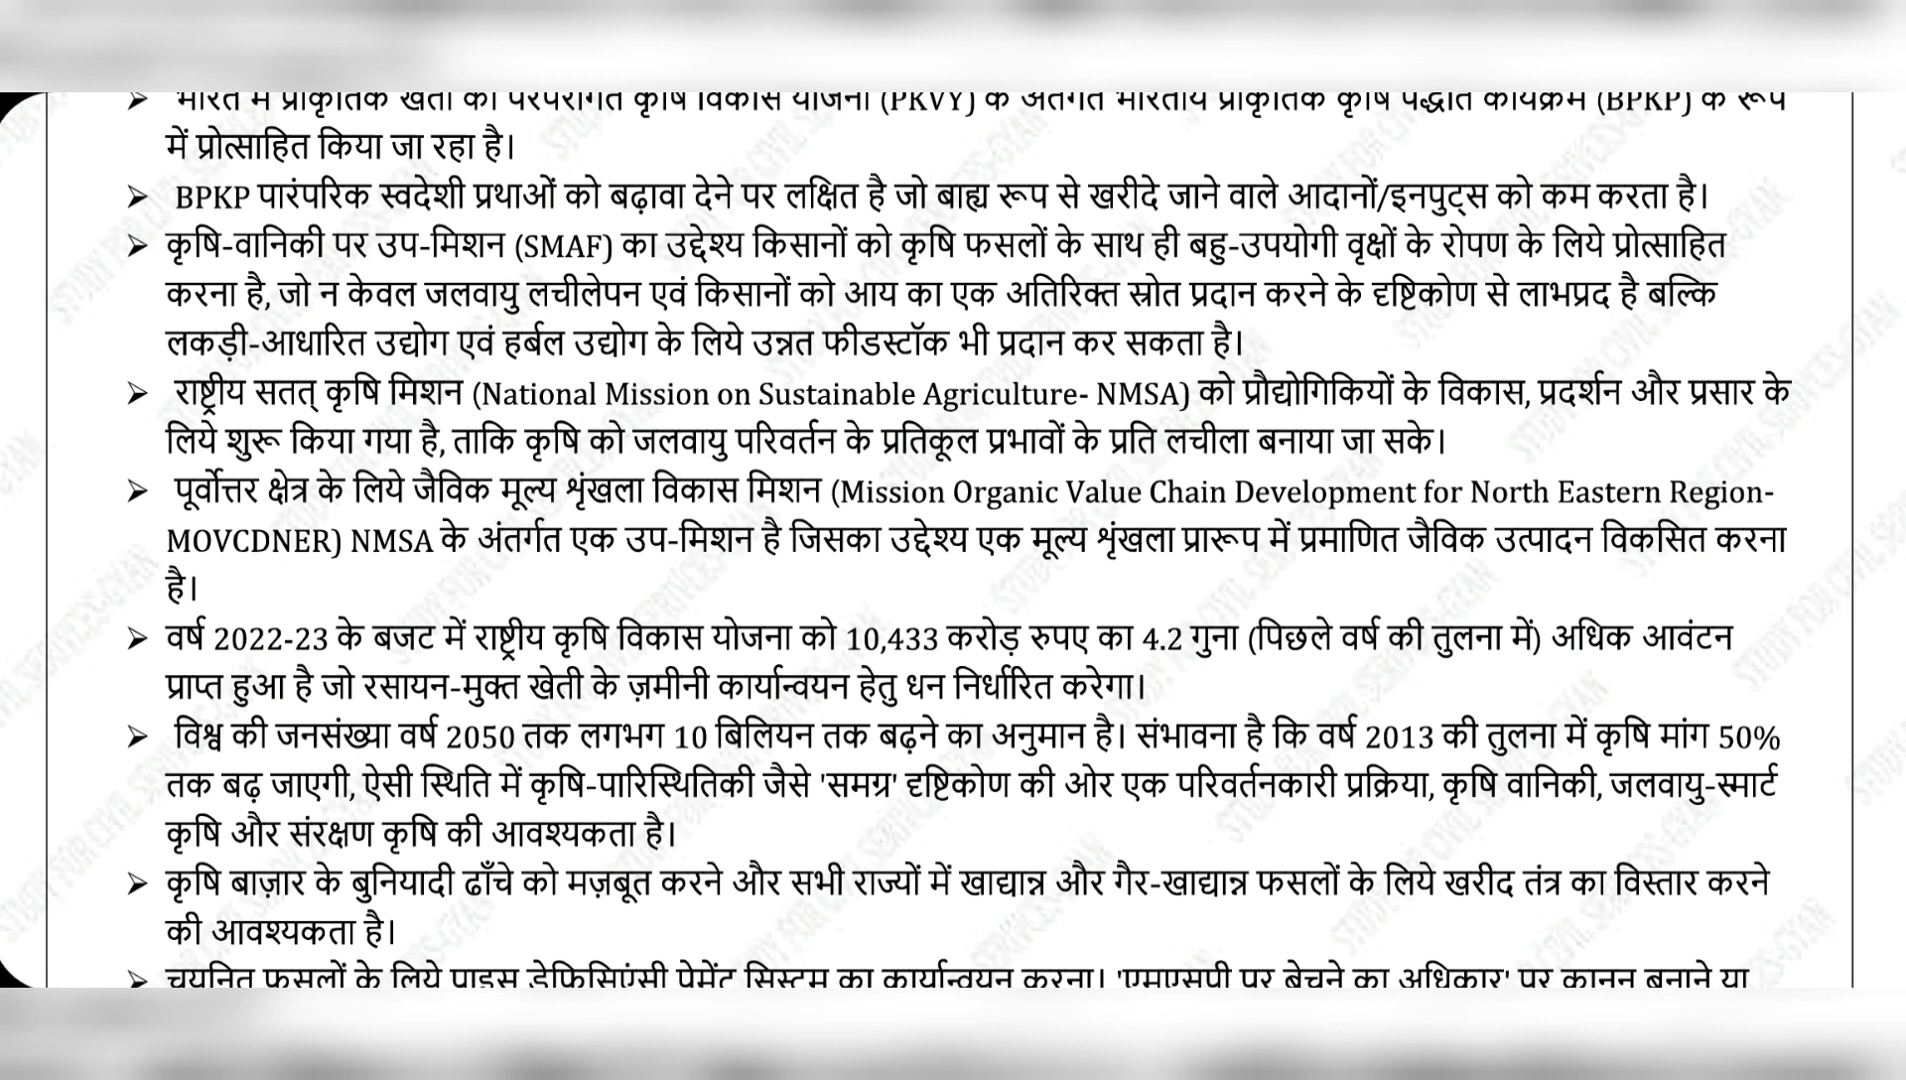 ➢ भारत में प्राकृतिक खेती को परंपरागत कृषि विकास योजना (PKVY) के अंतर्गत भारतीय प्राकृतिक कृषि पद्धति कार्यक्रम (BPKP) के रूप
में प्रोत्साहित किया जा रहा है।
➢ BPKP पारंपरिक स्वदेशी प्रथाओं को बढ़ावा देने पर लक्षित है जो बाह्य रूप से खरीदे जाने वाले आदानों/इनपुट्स को कम करता है।
➢ कृषि-वानिकी पर उप-मिशन (SMAF) का उद्देश्य किसानों को कृषि फसलों के साथ ही बहु-उपयोगी वृक्षों के रोपण के लिये प्रोत्साहित
करना है, जो न केवल जलवायु लचीलेपन एवं किसानों को आय का एक अतिरिक्त स्रोत प्रदान करने के दृष्टिकोण से लाभप्रद है बल्कि
लकड़ी-आधारित उद्योग एवं हर्बल उद्योग के लिये उन्नत फीडस्टॉक भी प्रदान कर सकता है।
➢ राष्ट्रीय सतत् कृषि मिशन (National Mission on Sustainable Agriculture- NMSA) को प्रौद्योगिकियों के विकास, प्रदर्शन और प्रसार के
लिये शुरू किया गया है, ताकि कृषि को जलवायु परिवर्तन के प्रतिकूल प्रभावों के प्रति लचीला बनाया जा सके।
➢ पूर्वोत्तर क्षेत्र के लिये जैविक मूल्य शृंखला विकास मिशन (Mission Organic Value Chain Development for North Eastern Region-
MOVCDNER) NMSA के अंतर्गत एक उप-मिशन है जिसका उद्देश्य एक मूल्य शृंखला प्रारूप में प्रमाणित जैविक उत्पादन विकसित करना
है।
➢ वर्ष 2022-23 के बजट में राष्ट्रीय कृषि विकास योजना को 10,433 करोड़ रुपए का 4.2 गुना (पिछले वर्ष की तुलना में) अधिक आवंटन
प्राप्त हुआ है जो रसायन-मुक्त खेती के ज़मीनी कार्यान्वयन हेतु धन निर्धारित करेगा।
➢ विश्व की जनसंख्या वर्ष 2050 तक लगभग 10 बिलियन तक बढ़ने का अनुमान है। संभावना है कि वर्ष 2013 की तुलना में कृषि मांग 50%
तक बढ़ जाएगी, ऐसी स्थिति में कृषि-पारिस्थितिकी जैसे 'समग्र' दृष्टिकोण की ओर एक परिवर्तनकारी प्रक्रिया, कृषि वानिकी, जलवायु-स्मार्ट
कृषि और संरक्षण कृषि की आवश्यकता है।
➢ कृषि बाज़ार के बुनियादी ढाँचे को मज़बूत करने और सभी राज्यों में खाद्यान्न और गैर-खाद्यान्न फसलों के लिये खरीद तंत्र का विस्तार करने
की आवश्यकता है।
➢ चयनित फसलों के लिये प्राइस डेफिसिएंसी पेमेंट सिस्टम का कार्यान्वयन करना। 'एमएसपी पर बेचने का अधिकार' पर कानून बनाने या